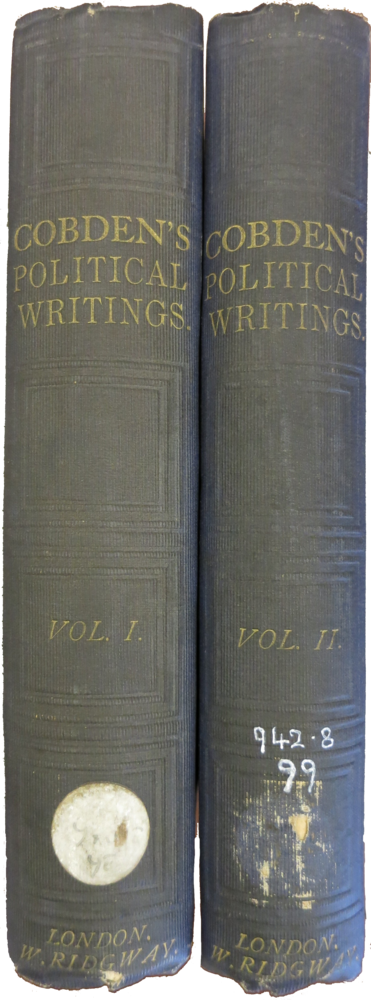 COBDEN'S
POLITICAL
WRITINGS.
VOL. I.
LONDON.
W. RIDGWAY.
COBDEN'S
POLITICAL
WRITINGS.
VOL. II.
942.8
99
LONDON.
W. RIDGWAY.